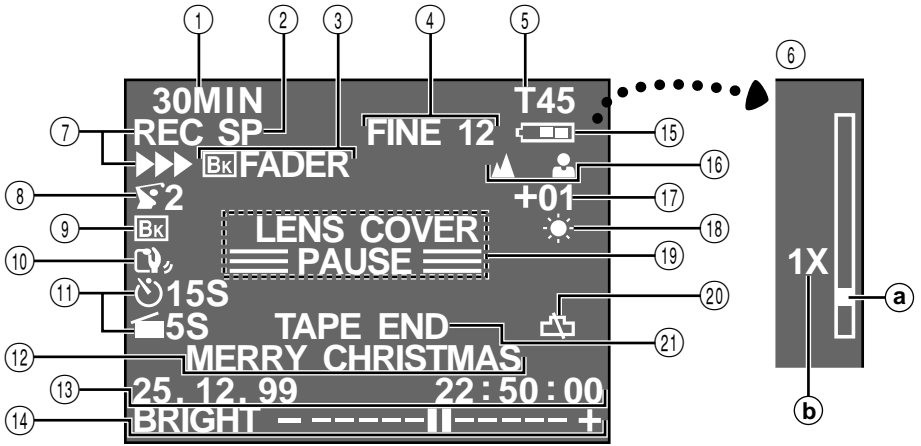 ① ② ③ ④ ⑤ ⑥
30MIN T45
⑦ REC SP FINE 12 ⑮
BK FADER ⑯
⑧ 2 +01 ⑰
⑨ BK LENS COVER ⑱
⑩ PAUSE ⑲
1X ⓐ
⑪ 15S ⑳
5S TAPE END ㉑
⑫ MERRY CHRISTMAS
ⓑ
⑬ 25. 12. 99 22:50:00
⑭ BRIGHT - +